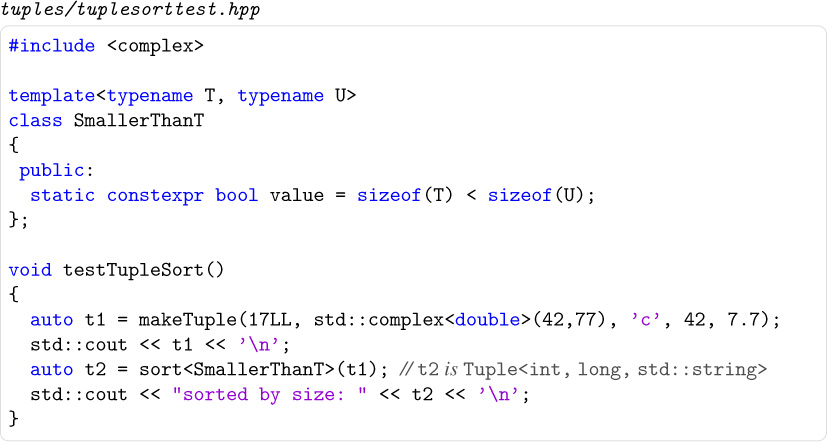 tuples/tuplesorttest.hpp
#include <complex>
template<typename T, typename U>
class SmallerThanT
{
public:
static constexpr bool value = sizeof(T) < sizeof(U);
};
void testTupleSort()
{
auto t1 = makeTuple(17LL, std::complex<double>(42,77), 'c', 42, 7.7);
std::cout << t1 << '\n';
auto t2 = sort<SmallerThanT>(t1); // t2 is Tuple<int, long, std::string>
std::cout << "sorted by size: " << t2 << '\n';
}